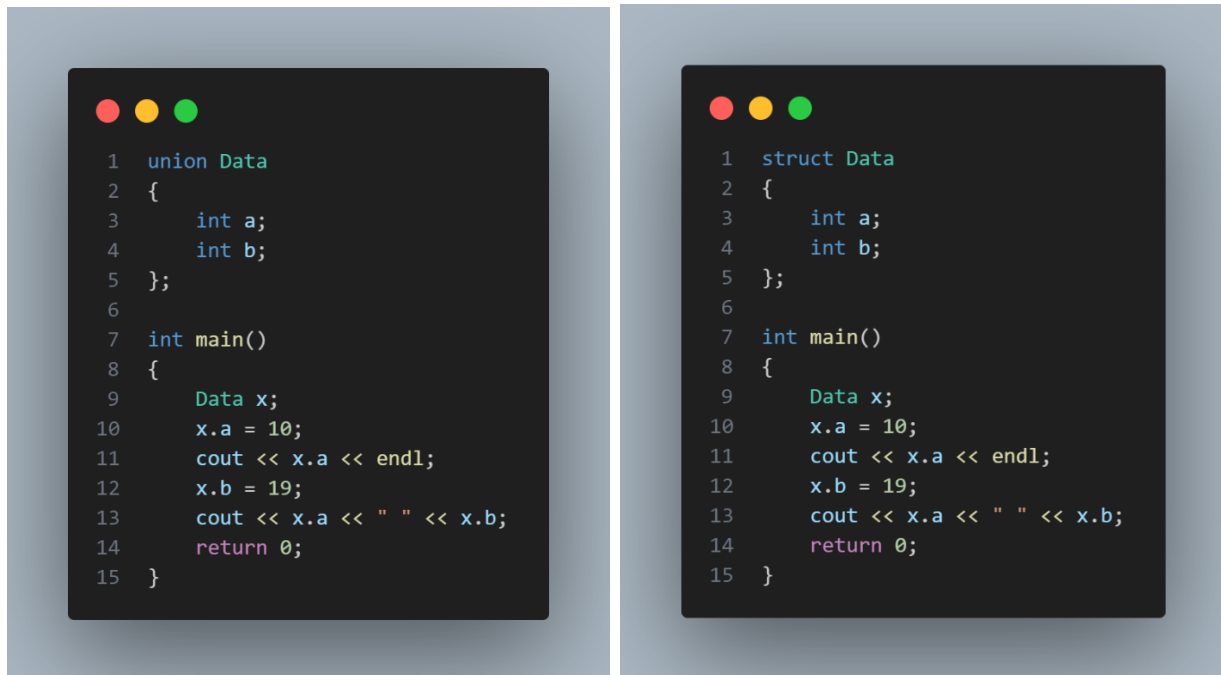 1 union Data
2 {
3     int a;
4     int b;
5 };
6
7 int main()
8 {
9     Data x;
10     x.a = 10;
11     cout << x.a << endl;
12     x.b = 19;
13     cout << x.a << " " << x.b;
14     return 0;
15 }
1 struct Data
2 {
3     int a;
4     int b;
5 };
6
7 int main()
8 {
9     Data x;
10     x.a = 10;
11     cout << x.a << endl;
12     x.b = 19;
13     cout << x.a << " " << x.b;
14     return 0;
15 }